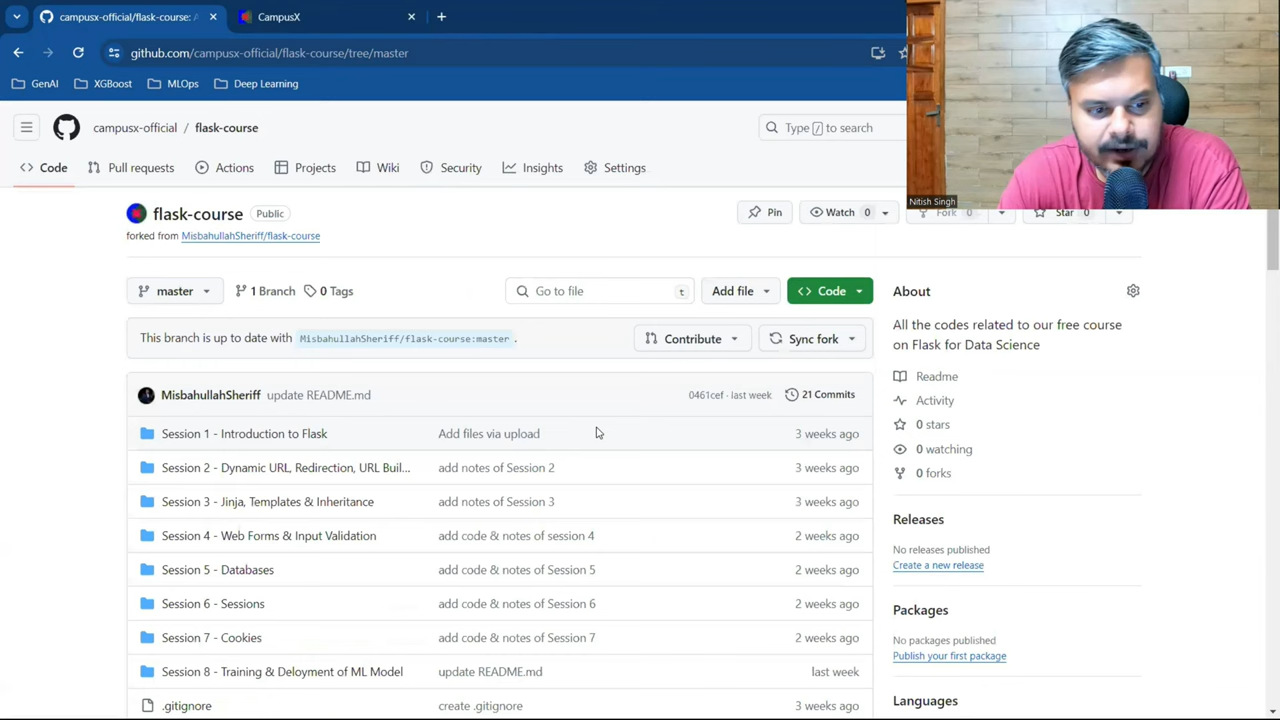 campusx-official/flask-course: A
CampusX
github.com/campusx-official/flask-course/tree/master
GenAI
XGBoost
MLOps
Deep Learning
campusx-official / flask-course
Type / to search
Code
Pull requests
Actions
Projects
Wiki
Security
Insights
Settings
Nitish Singh
flask-course Public
Pin
Watch 0
Fork 0
Star 0
forked from MisbahullahSheriff/flask-course
master
1 Branch
0 Tags
Go to file t
Add file
Code
This branch is up to date with MisbahullahSheriff/flask-course:master .
Contribute
Sync fork
MisbahullahSheriff update README.md 0461cef · last week 21 Commits
Session 1 - Introduction to Flask Add files via upload 3 weeks ago
Session 2 - Dynamic URL, Redirection, URL Buil... add notes of Session 2 3 weeks ago
Session 3 - Jinja, Templates & Inheritance add notes of Session 3 3 weeks ago
Session 4 - Web Forms & Input Validation add code & notes of session 4 2 weeks ago
Session 5 - Databases add code & notes of session 5 2 weeks ago
Session 6 - Sessions add code & notes of Session 6 2 weeks ago
Session 7 - Cookies add code & notes of Session 7 2 weeks ago
Session 8 - Training & Deloyment of ML Model update README.md last week
.gitignore create .gitignore 3 weeks ago
About
All the codes related to our free course
on Flask for Data Science
Readme
Activity
0 stars
0 watching
0 forks
Releases
No releases published
Create a new release
Packages
No packages published
Publish your first package
Languages